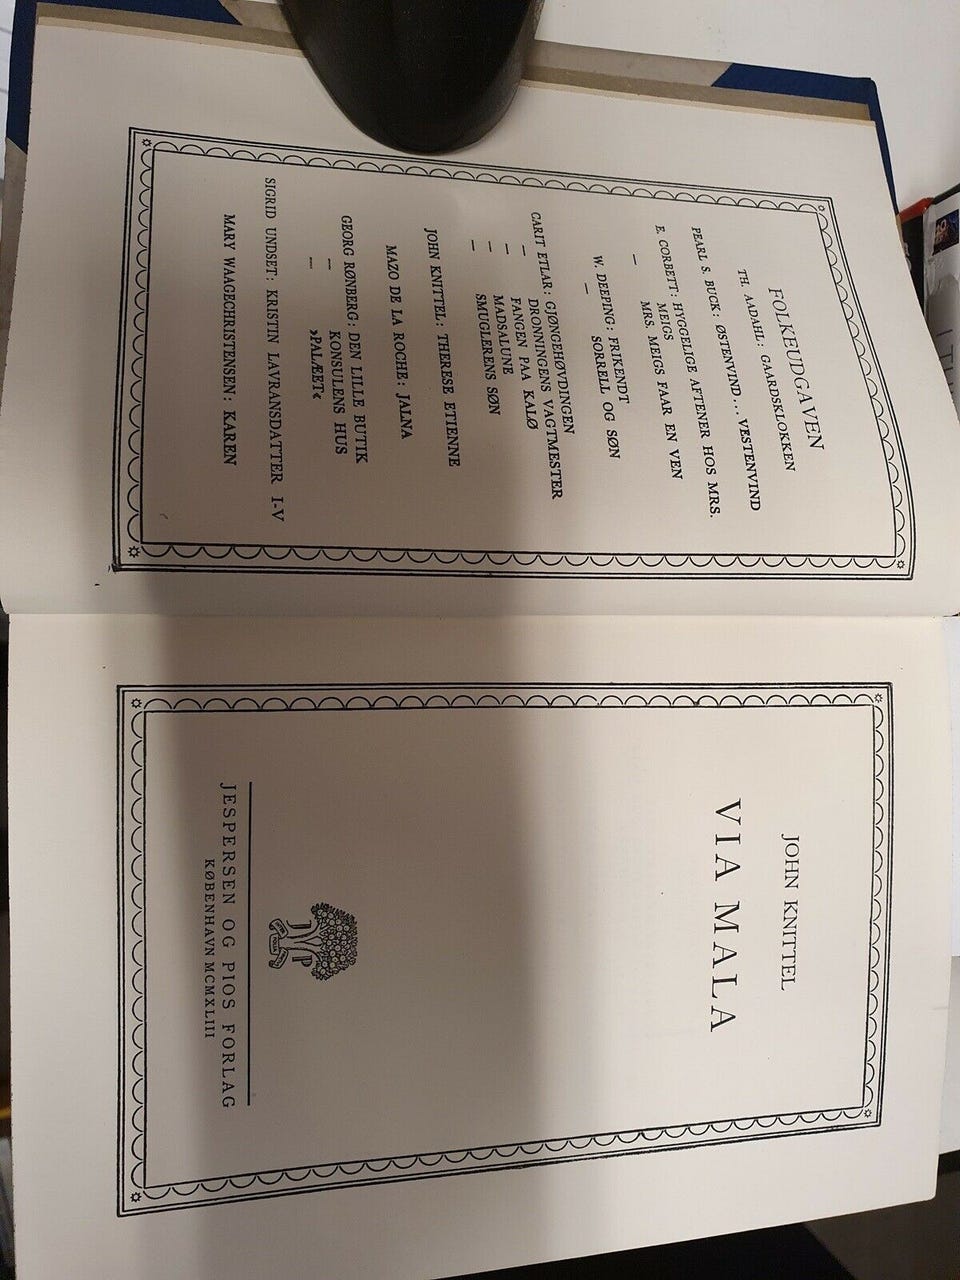 FOLKEUDGAVEN
TH. AADAHL: GAARDSKLOKKEN
PEARL S. BUCK: ØSTENVIND... VESTENVIND
E. CORBETT: HYGGELIGE AFTENER HOS MRS.
MEIGS
— MRS. MEIGS FAAR EN VEN
W. DEEPING: FRIKENDT
— SORRELL OG SØN
CARIT ETLAR: GJØNGEHØVDINGEN
— DRONNINGENS VAGTMESTER
— FANGEN PAA KALØ
— MADSALUNE
— SMUGLERENS SØN
JOHN KNITTEL: THERESE ETIENNE
MAZO DE LA ROCHE: JALNA
GEORG RØNBERG: DEN LILLE BUTIK
— KONSULENS HUS
— »PALÆET«
SIGRID UNDSET: KRISTIN LAVRANSDATTER I-V
MARY WAAGECHRISTENSEN: KAREN
JOHN KNITTEL
VIA MALA
J P
JESPERSEN OG PIOS FORLAG
KØBENHAVN MCMXLIII